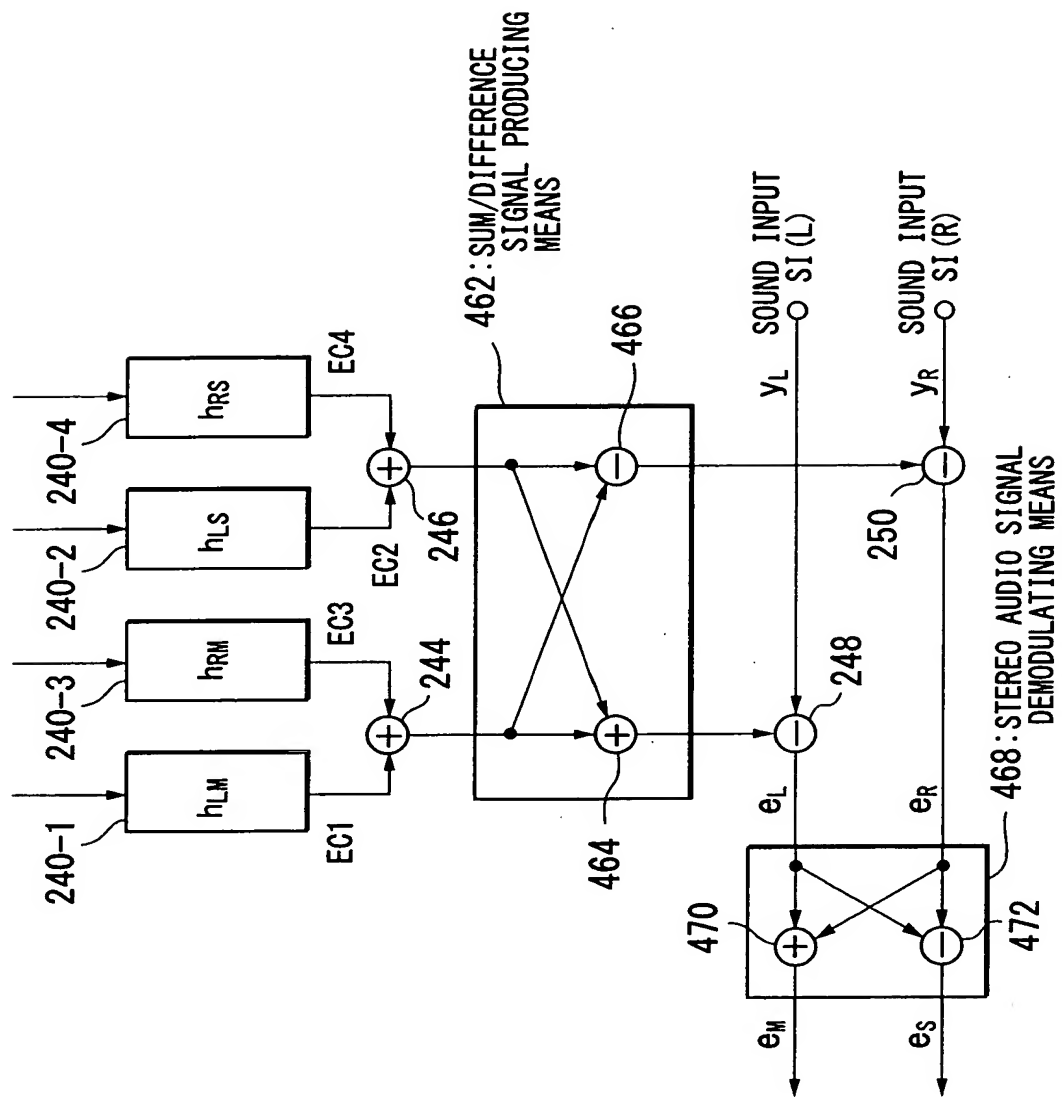 240-1
240-3
240-2
240-4
hLM
hRM
hLS
hRS
EC1
EC3
EC2
EC4
244
246
+
+
462:SUM/DIFFERENCE
SIGNAL PRODUCING
MEANS
464
466
+
−
SOUND INPUT
SI(L)
yL
SOUND INPUT
SI(R)
yR
248
250
−
−
eL
eR
468:STEREO AUDIO SIGNAL
DEMODULATING MEANS
470
472
+
−
eM
eS